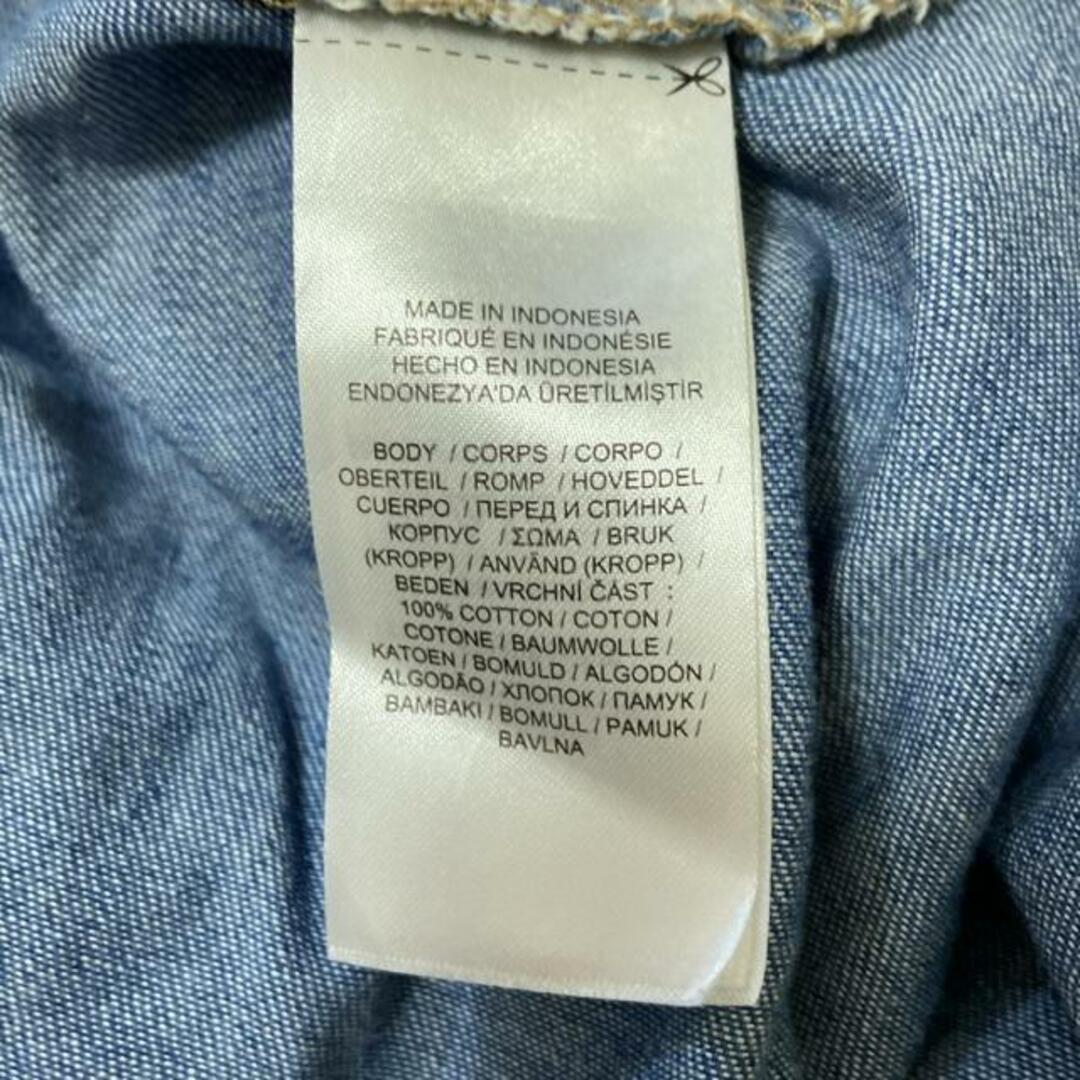 MADE IN INDONESIA
FABRIQUÉ EN INDONÉSIE
HECHO EN INDONESIA
ENDONEZYA'DA ÜRETİLMİŞTİR
BODY / CORPS / CORPO /
OBERTEIL / ROMP / HOVEDDEL /
CUERPO / ПЕРЕД И СПИНКА /
КОРПУС / ΣΩΜΑ / BRUK
(KROPP) / ANVÄND (KROPP) /
BEDEN / VRCHNÍ ČÁST :
100% COTTON / COTON /
COTONE / BAUMWOLLE /
KATOEN / BOMULD / ALGODÓN /
ALGODÃO / ХЛОПОК / ПАМУК /
ΒΑΜΒΑΚΙ / BOMULL / PAMUK /
BAVLNA